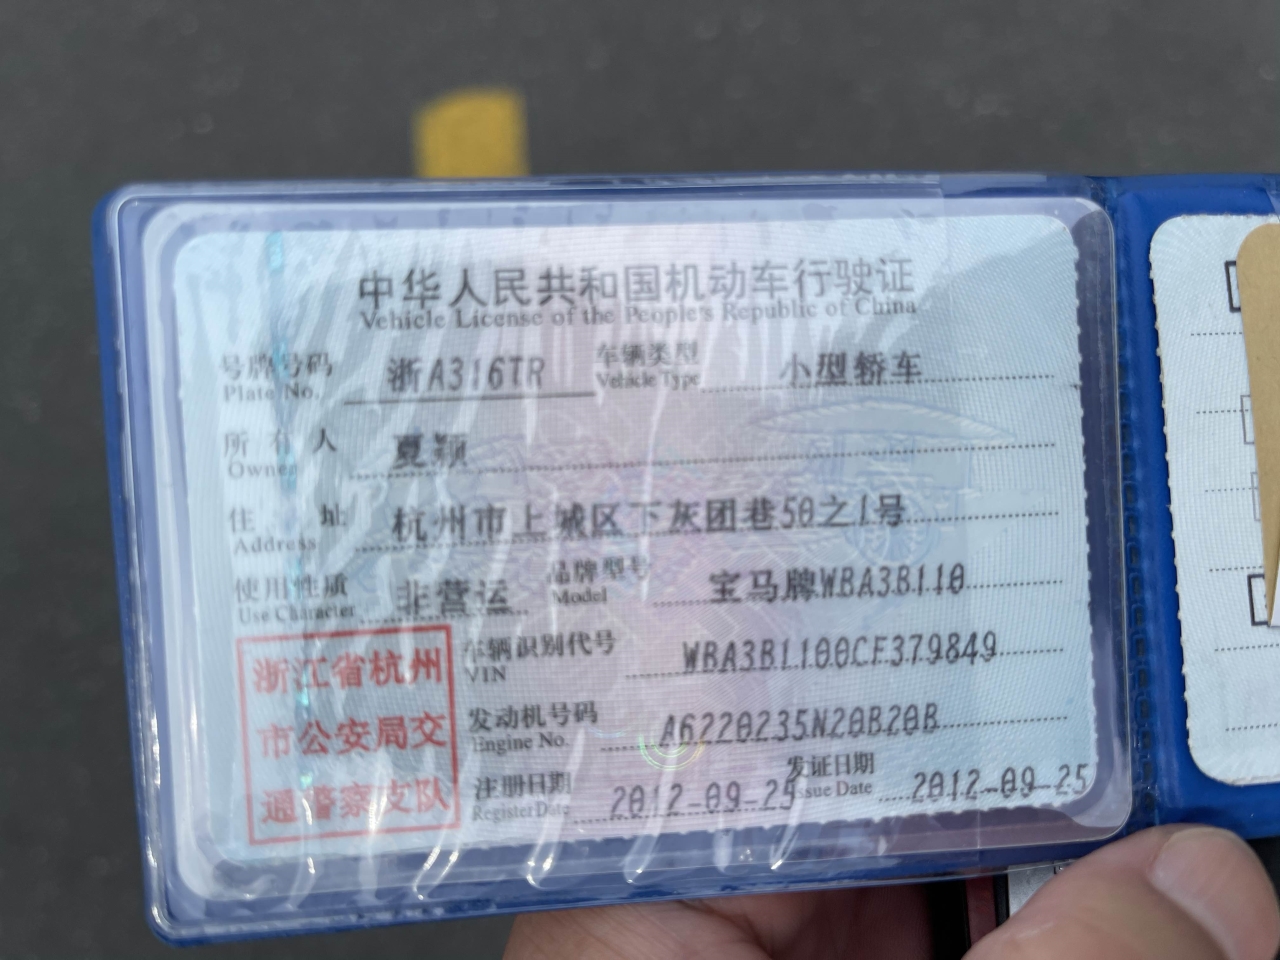 中华人民共和国机动车行驶证
Vehicle License of the People's Republic of China
号牌号码 浙A316TR 车辆类型 小型轿车
Plate No. Vehicle Type
所有人 夏颖
Owner
住址 杭州市上城区下灰团巷50之1号
Address
使用性质 非营运 品牌型号 宝马牌WBA3B110
Use Character Model
浙江省杭州
市公安局交
通警察支队
车辆识别代号 WBA3B1100CF379849
VIN
发动机号码 A6220235N20B20B
Engine No.
注册日期 2012-09-25 发证日期 2012-09-25
Register Date Issue Date